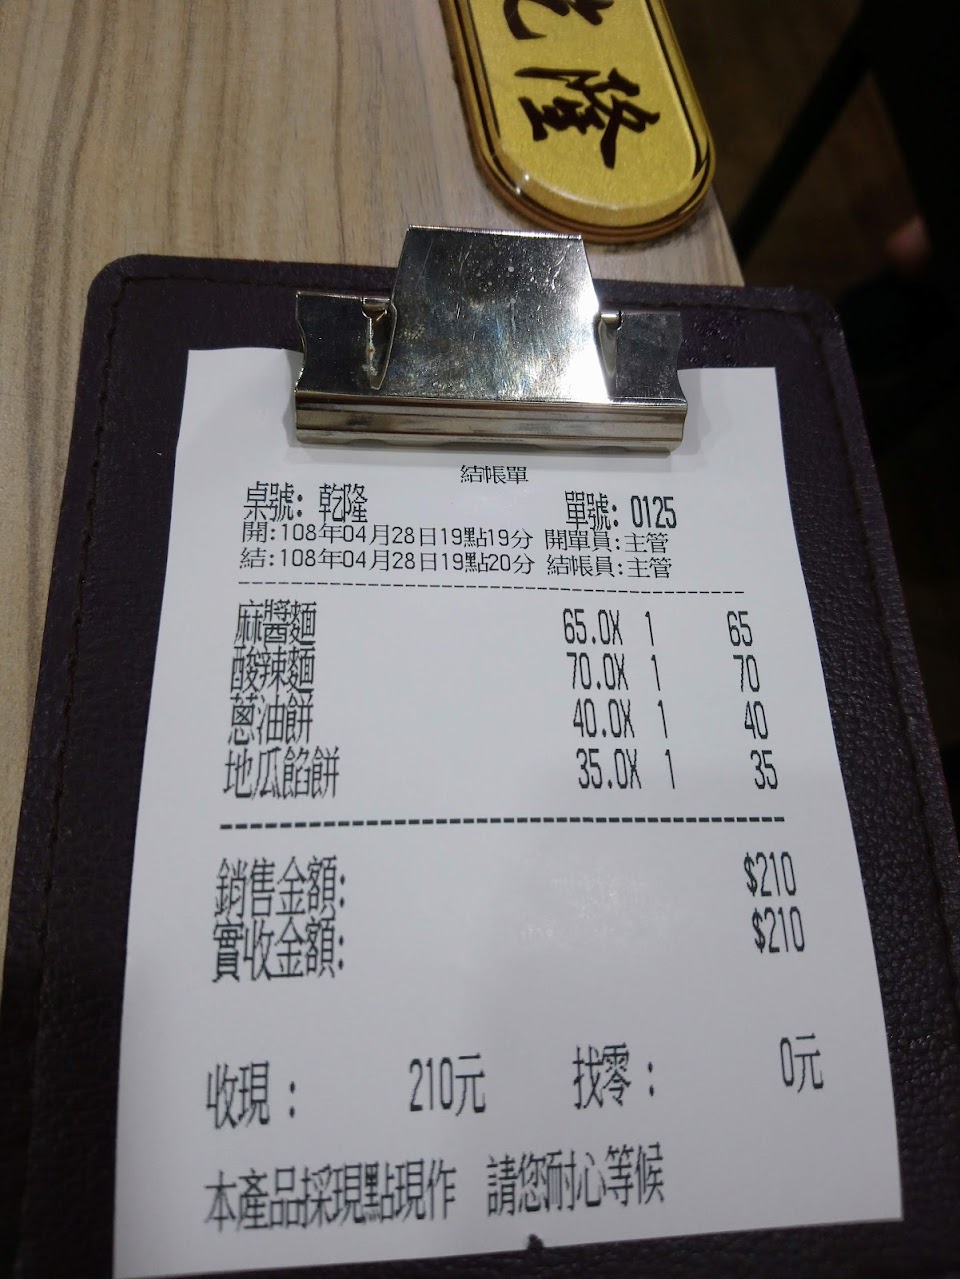 乾隆
結帳單
桌號: 乾隆 單號: 0125
開:108年04月28日19點19分 開單員:主管
結:108年04月28日19點20分 結帳員:主管
麻醬麵 65.0X 1 65
酸辣麵 70.0X 1 70
蔥油餅 40.0X 1 40
地瓜餡餅 35.0X 1 35
銷售金額: $210
實收金額: $210
收現: 210元 找零: 0元
本產品採現點現作 請您耐心等候